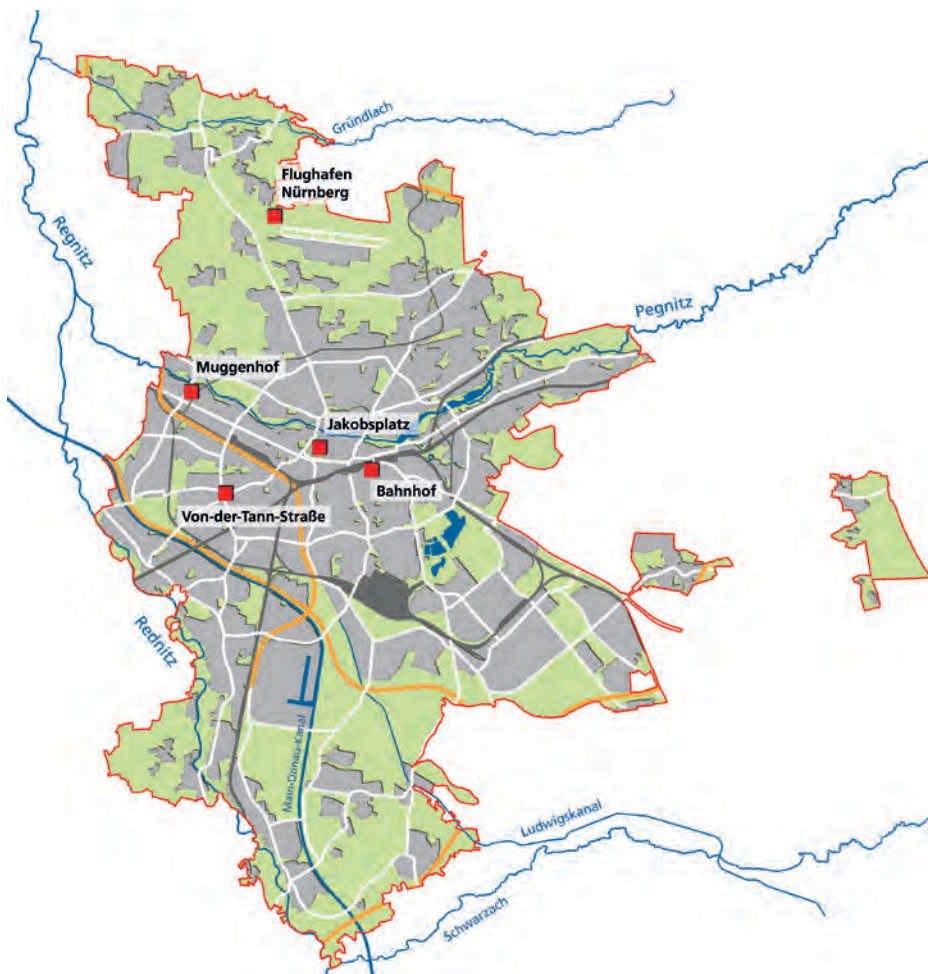 Gründlach
Flughafen
Nürnberg
Regnitz
Pegnitz
Muggenhof
Jakobsplatz
Bahnhof
Von-der-Tann-Straße
Rednitz
Main-Donau-Kanal
Ludwigskanal
Schwarzach